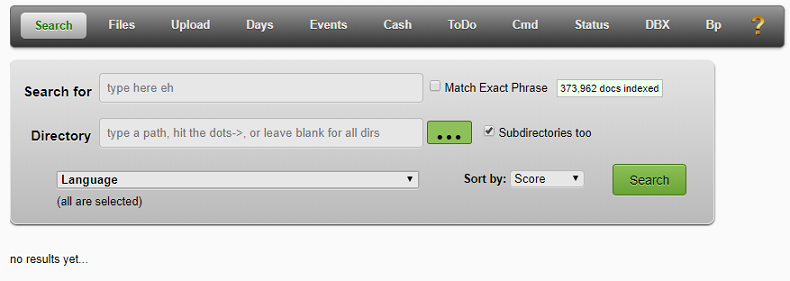 Search Files Upload Days Events Cash ToDo Cmd Status DBX Bp ?
Search for type here eh Match Exact Phrase 373,962 docs indexed
Directory type a path, hit the dots->, or leave blank for all dirs ... Subdirectories too
Language Sort by: Score Search
(all are selected)
no results yet...